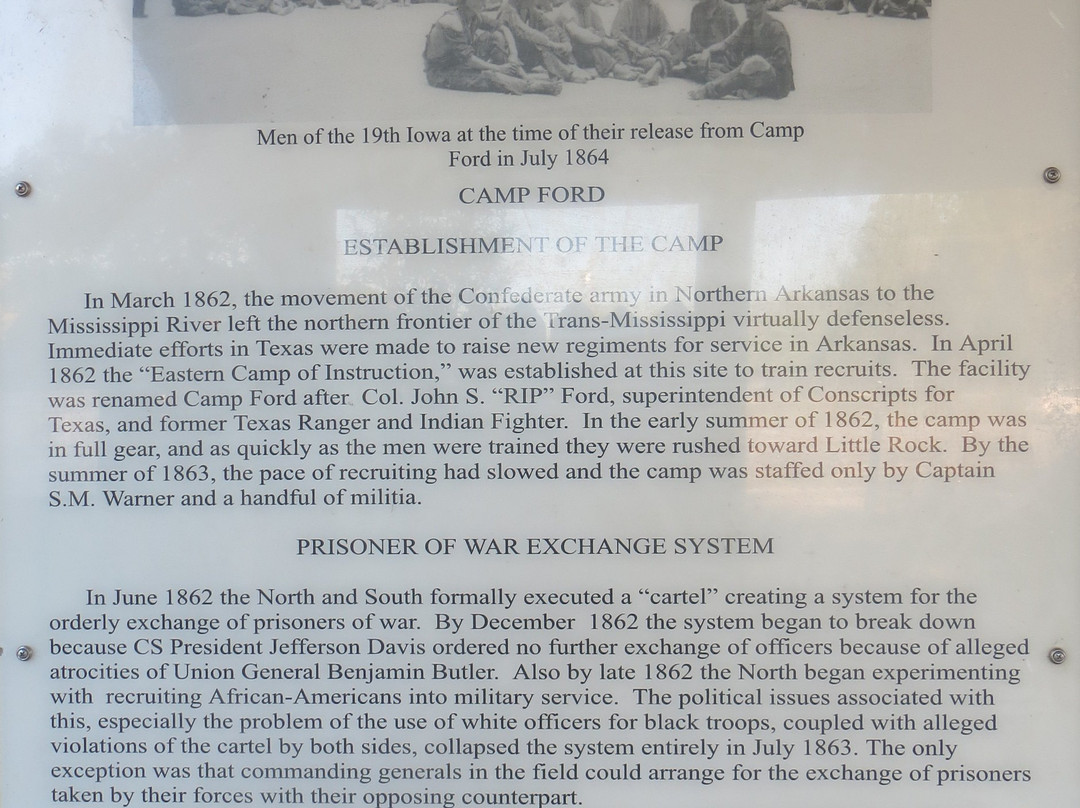 Men of the 19th Iowa at the time of their release from Camp
Ford in July 1864
CAMP FORD
ESTABLISHMENT OF THE CAMP
In March 1862, the movement of the Confederate army in Northern Arkansas to the
Mississippi River left the northern frontier of the Trans-Mississippi virtually defenseless.
Immediate efforts in Texas were made to raise new regiments for service in Arkansas.  In April
1862 the “Eastern Camp of Instruction,” was established at this site to train recruits.  The facility
was renamed Camp Ford after  Col. John S. “RIP” Ford, superintendent of Conscripts for
Texas, and former Texas Ranger and Indian Fighter.  In the early summer of 1862, the camp was
in full gear, and as quickly as the men were trained they were rushed toward Little Rock.  By the
summer of 1863, the pace of recruiting had slowed and the camp was staffed only by Captain
S.M. Warner and a handful of militia.
PRISONER OF WAR EXCHANGE SYSTEM
In June 1862 the North and South formally executed a “cartel” creating a system for the
orderly exchange of prisoners of war.  By December  1862 the system began to break down
because CS President Jefferson Davis ordered no further exchange of officers because of alleged
atrocities of Union General Benjamin Butler.  Also by late 1862 the North began experimenting
with  recruiting African-Americans into military service.  The political issues associated with
this, especially the problem of the use of white officers for black troops, coupled with alleged
violations of the cartel by both sides, collapsed the system entirely in July 1863. The only
exception was that commanding generals in the field could arrange for the exchange of prisoners
taken by their forces with their opposing counterpart.